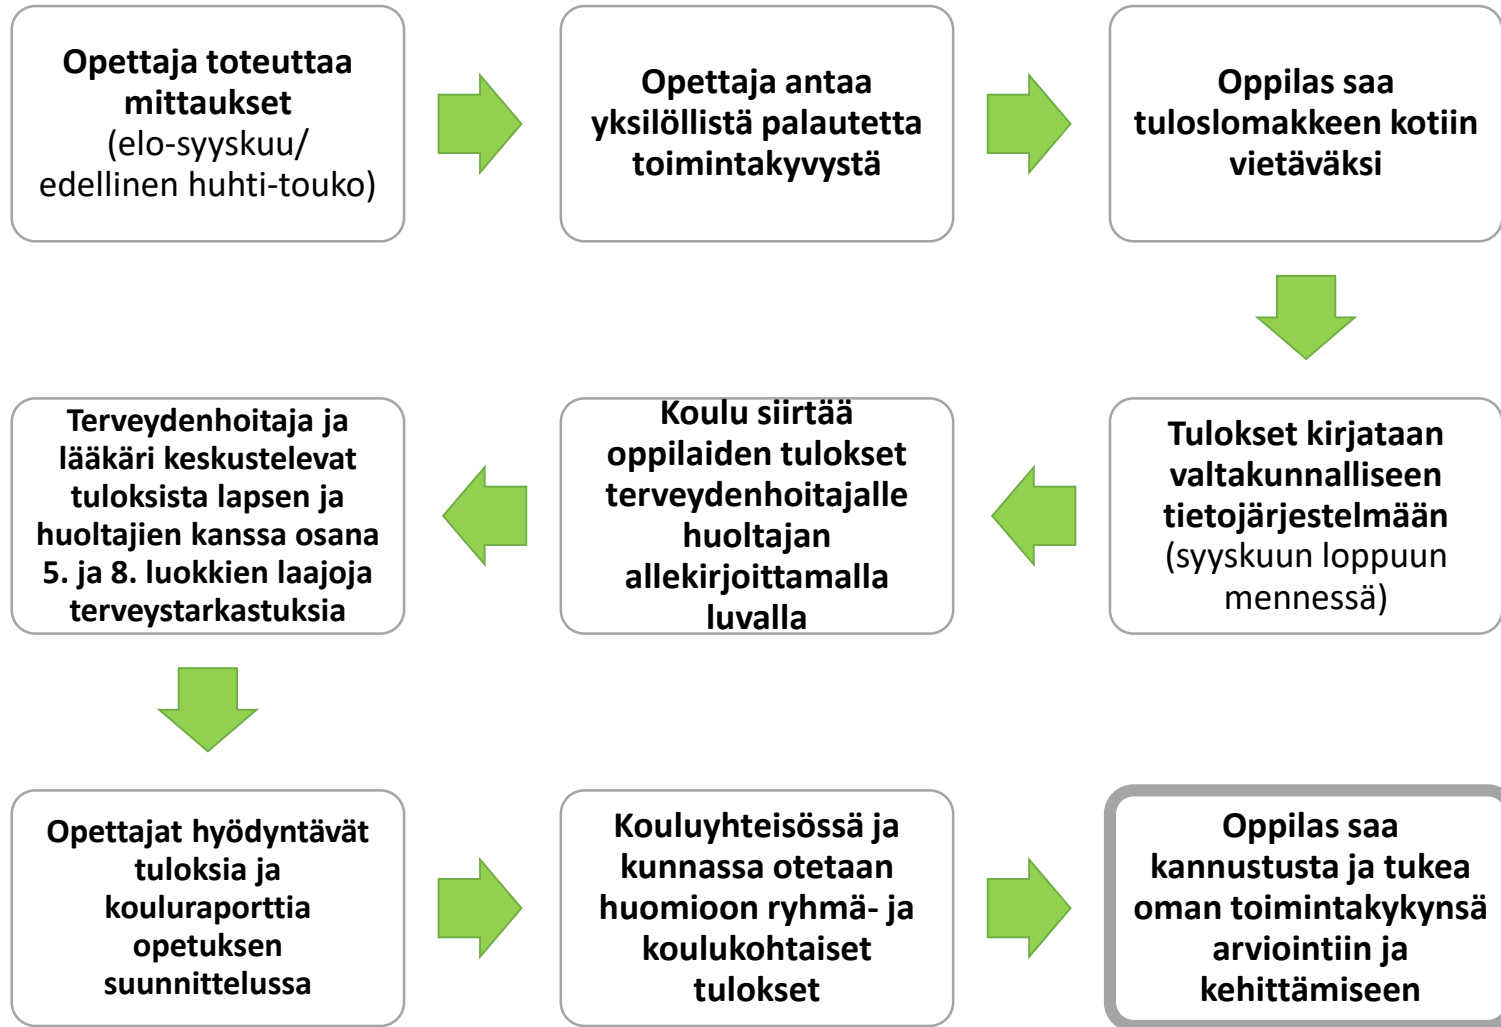 Opettaja toteuttaa
mittaukset
(elo-syyskuu/
edellinen huhti-touko)
Opettaja antaa
yksilöllistä palautetta
toimintakyvystä
Oppilas saa
tuloslomakkeen kotiin
vietäväksi
Tulokset kirjataan
valtakunnalliseen
tietojärjestelmään
(syyskuun loppuun
mennessä)
Koulu siirtää
oppilaiden tulokset
terveydenhoitajalle
huoltajan
allekirjoittamalla
luvalla
Terveydenhoitaja ja
lääkäri keskustelevat
tuloksista lapsen ja
huoltajien kanssa osana
5. ja 8. luokkien laajoja
terveystarkastuksia
Opettajat hyödyntävät
tuloksia ja
kouluraporttia
opetuksen
suunnittelussa
Kouluyhteisössä ja
kunnassa otetaan
huomioon ryhmä- ja
koulukohtaiset
tulokset
Oppilas saa
kannustusta ja tukea
oman toimintakykynsä
arviointiin ja
kehittämiseen